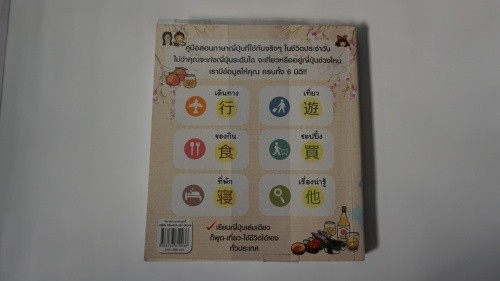 คู่มือสอนภาษาญี่ปุ่นที่ใช้กันจริงๆ ในชีวิตประจำวัน
ไม่ว่าคุณจะเก่งญี่ปุ่นระดับใด จะเที่ยวหรืออยู่ญี่ปุ่นช่วงไหน
เรามีข้อมูลให้คุณ ครบทั้ง 6 มิติ!!
เดินทาง
行
เที่ยว
遊
ของกิน
食
ชอปปิ้ง
買
ที่พัก
寝
เรื่องน่ารู้
他
✓ เรียนญี่ปุ่นเล่มเดียว
ก็พูด-เที่ยว-ใช้ชีวิตได้เอง
ทั่วประเทศ